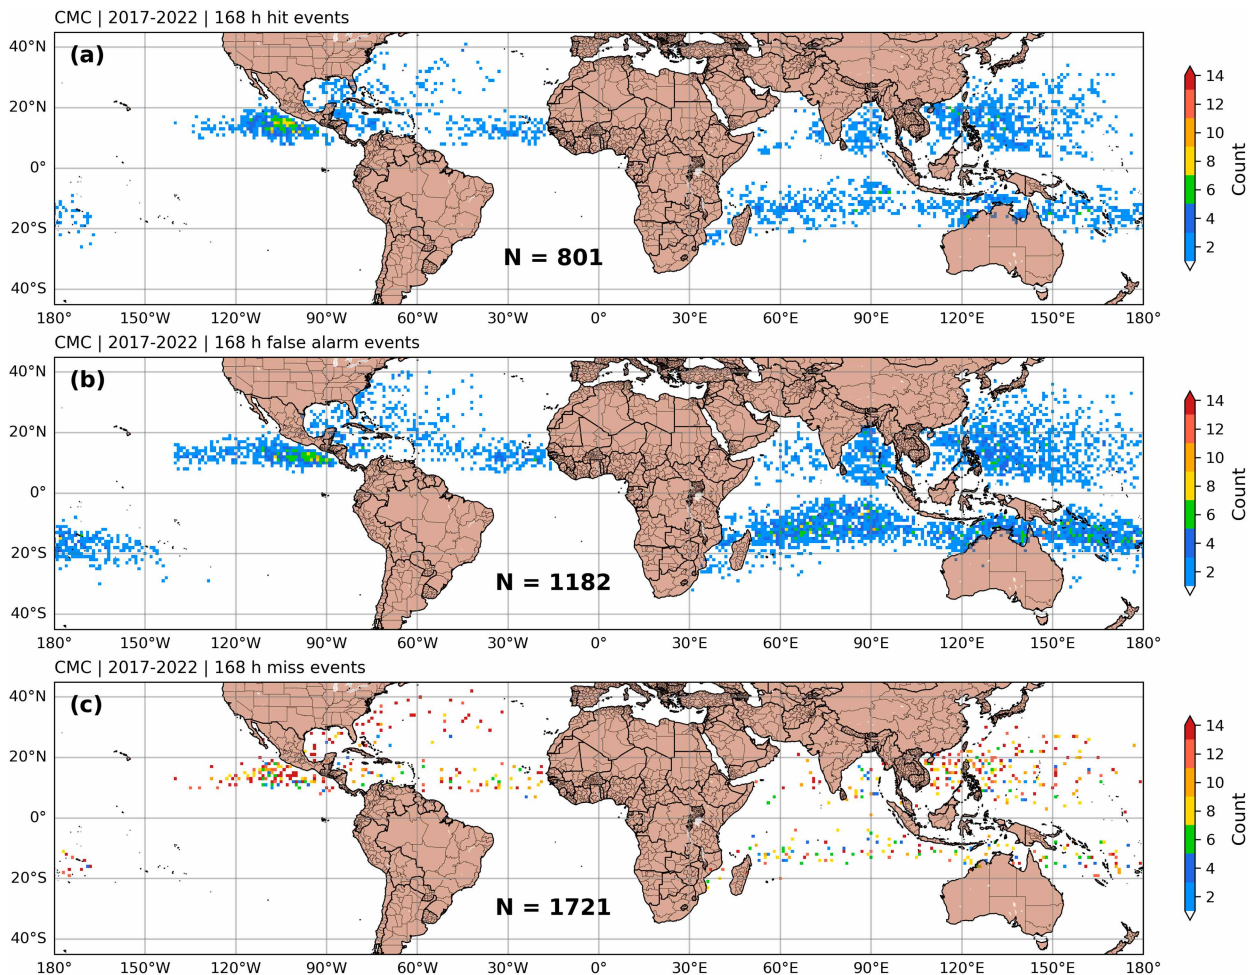 CMC | 2017-2022 | 168 h hit events
(a)
40°N
20°N
0°
20°S
40°S
N = 801
180° 150°W 120°W 90°W 60°W 30°W 0° 30°E 60°E 90°E 120°E 150°E 180°
14
12
10
8
6
4
2
Count
CMC | 2017-2022 | 168 h false alarm events
(b)
40°N
20°N
0°
20°S
40°S
N = 1182
180° 150°W 120°W 90°W 60°W 30°W 0° 30°E 60°E 90°E 120°E 150°E 180°
14
12
10
8
6
4
2
Count
CMC | 2017-2022 | 168 h miss events
(c)
40°N
20°N
0°
20°S
40°S
N = 1721
180° 150°W 120°W 90°W 60°W 30°W 0° 30°E 60°E 90°E 120°E 150°E 180°
14
12
10
8
6
4
2
Count